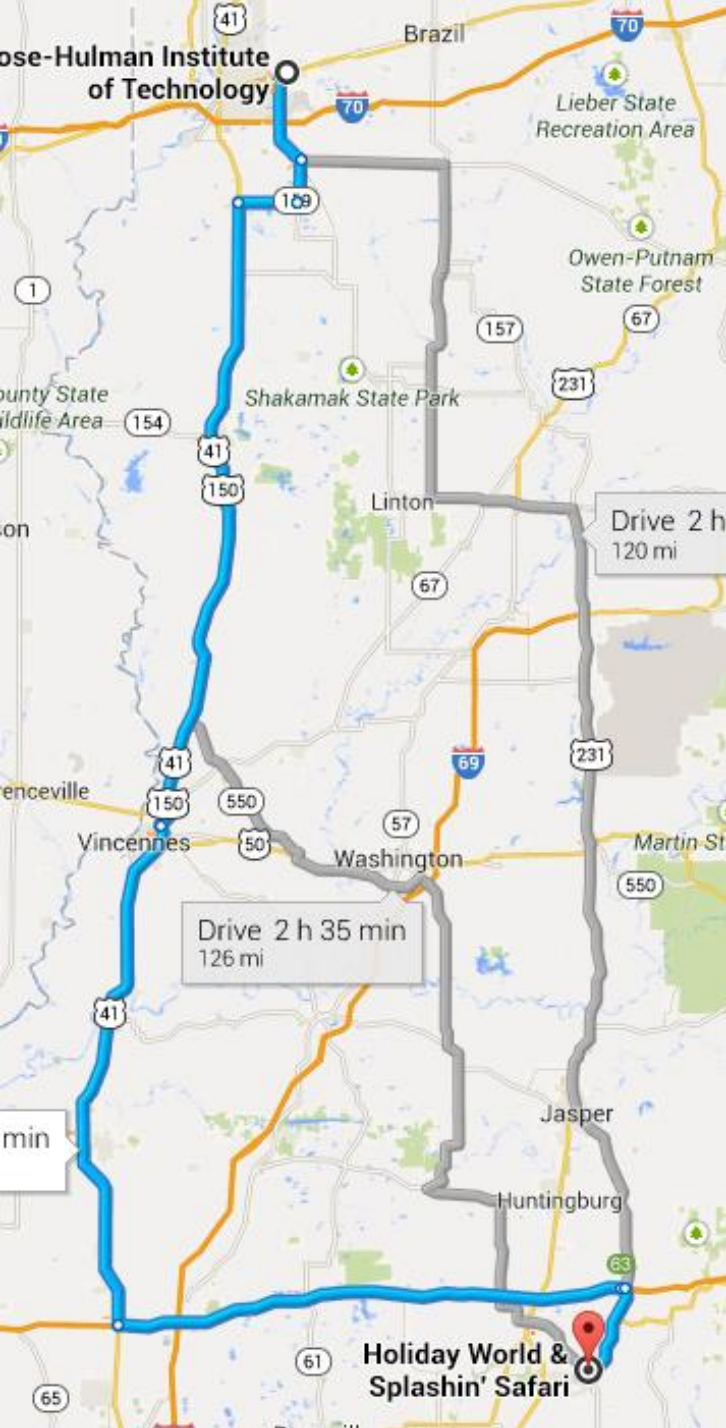 41
Brazil
70
ose-Hulman Institute
of Technology
70
Lieber State
Recreation Area
159
Owen-Putnam
State Forest
1
67
157
231
ounty State
ildlife Area
Shakamak State Park
154
41
150
Linton
Drive 2 h
120 mi
son
67
231
41
69
renceville
150
550
57
Vincennes
50
Washington
Martin St
550
Drive 2 h 35 min
126 mi
41
Jasper
min
Huntingburg
63
Holiday World &
Splashin' Safari
61
65